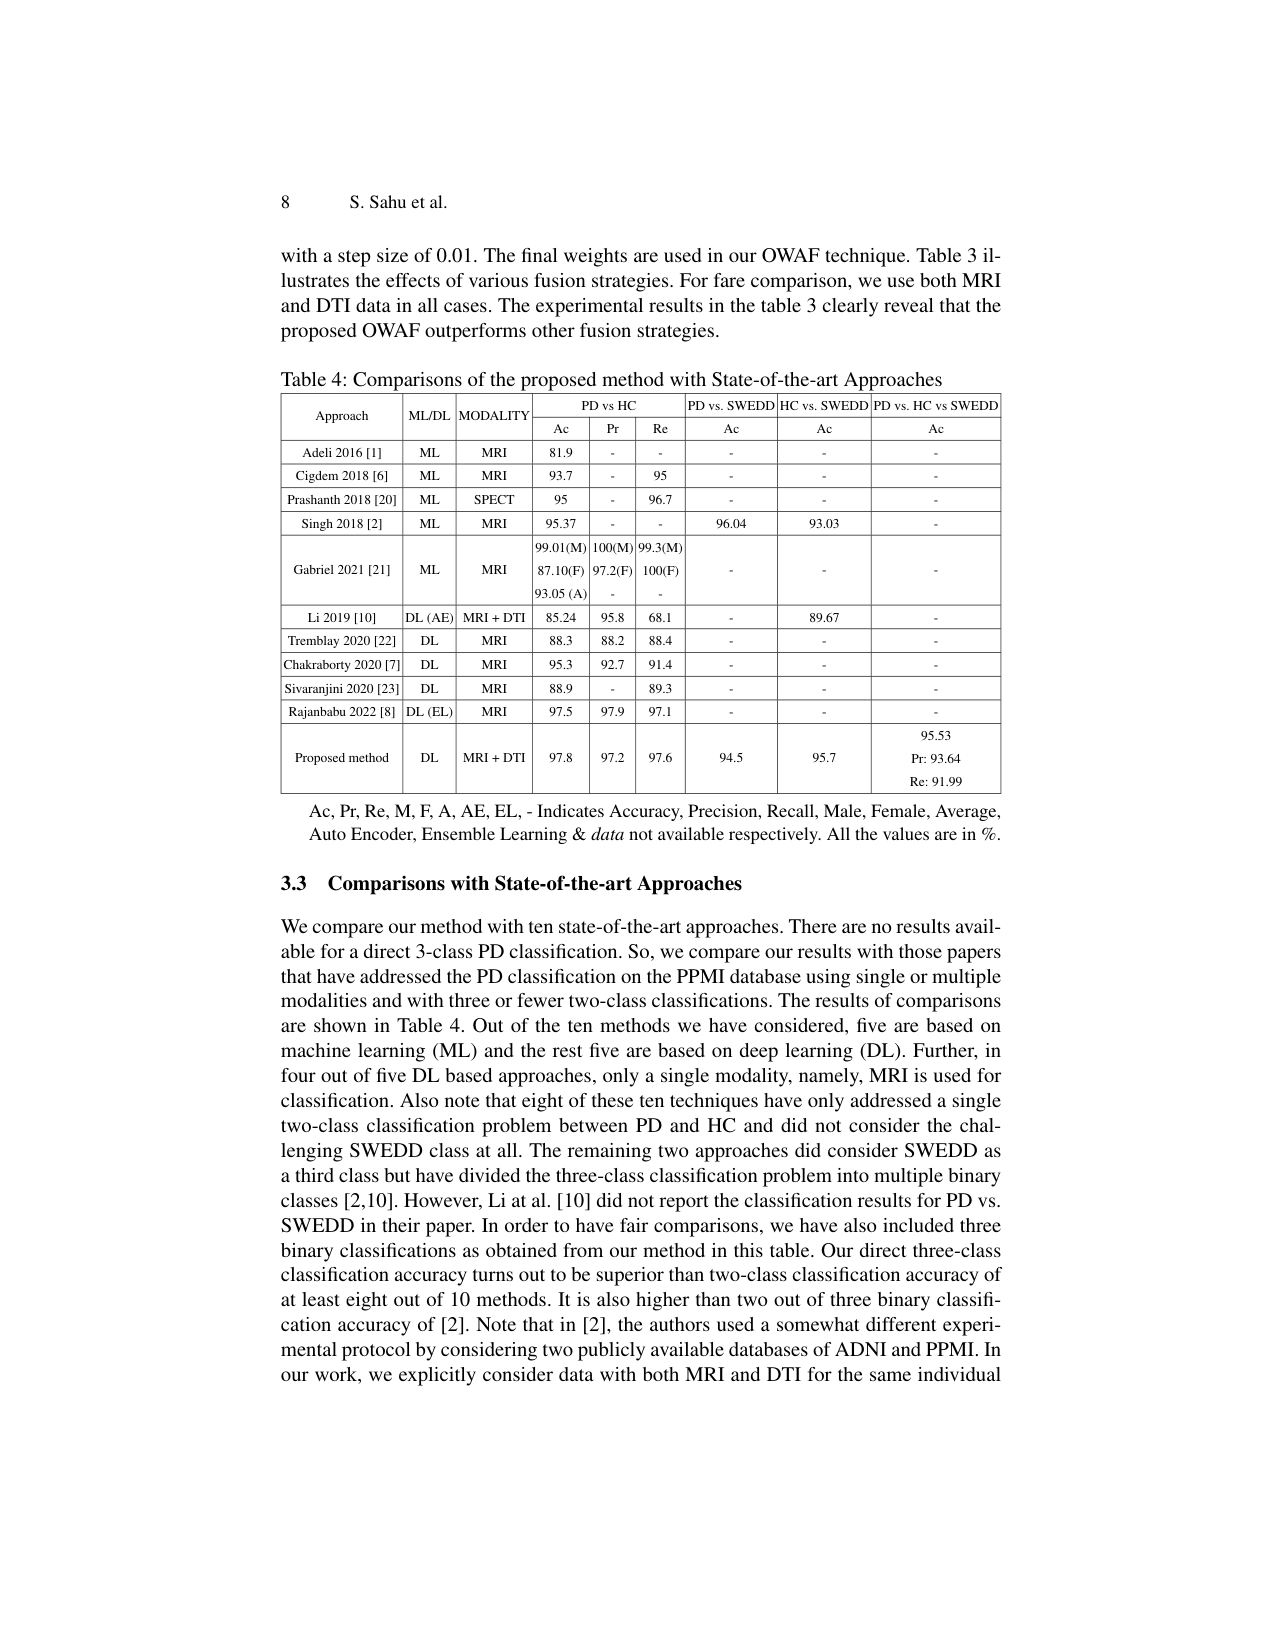 8 S. Sahu et al.
with a step size of 0.01. The final weights are used in our OWAF technique. Table 3 il-
lustrates the effects of various fusion strategies. For fare comparison, we use both MRI
and DTI data in all cases. The experimental results in the table 3 clearly reveal that the
proposed OWAF outperforms other fusion strategies.
Table 4: Comparisons of the proposed method with State-of-the-art Approaches
Approach ML/DL MODALITY PD vs HC PD vs. SWEDD HC vs. SWEDD PD vs. HC vs SWEDD
Ac Pr Re Ac Ac Ac
Adeli 2016 [1] ML MRI 81.9 - - - - -
Cigdem 2018 [6] ML MRI 93.7 - 95 - - -
Prashanth 2018 [20] ML SPECT 95 - 96.7 - - -
Singh 2018 [2] ML MRI 95.37 - - 96.04 93.03 -
Gabriel 2021 [21] ML MRI 99.01(M) 100(M) 99.3(M) - - -
87.10(F) 97.2(F) 100(F)
93.05 (A) - -
Li 2019 [10] DL (AE) MRI + DTI 85.24 95.8 68.1 - 89.67 -
Tremblay 2020 [22] DL MRI 88.3 88.2 88.4 - - -
Chakraborty 2020 [7] DL MRI 95.3 92.7 91.4 - - -
Sivaranjini 2020 [23] DL MRI 88.9 - 89.3 - - -
Rajanbabu 2022 [8] DL (EL) MRI 97.5 97.9 97.1 - - -
Proposed method DL MRI + DTI 97.8 97.2 97.6 94.5 95.7 95.53
Pr: 93.64
Re: 91.99
Ac, Pr, Re, M, F, A, AE, EL, - Indicates Accuracy, Precision, Recall, Male, Female, Average,
Auto Encoder, Ensemble Learning & data not available respectively. All the values are in %.
3.3 Comparisons with State-of-the-art Approaches
We compare our method with ten state-of-the-art approaches. There are no results avail-
able for a direct 3-class PD classification. So, we compare our results with those papers
that have addressed the PD classification on the PPMI database using single or multiple
modalities and with three or fewer two-class classifications. The results of comparisons
are shown in Table 4. Out of the ten methods we have considered, five are based on
machine learning (ML) and the rest five are based on deep learning (DL). Further, in
four out of five DL based approaches, only a single modality, namely, MRI is used for
classification. Also note that eight of these ten techniques have only addressed a single
two-class classification problem between PD and HC and did not consider the chal-
lenging SWEDD class at all. The remaining two approaches did consider SWEDD as
a third class but have divided the three-class classification problem into multiple binary
classes [2,10]. However, Li at al. [10] did not report the classification results for PD vs.
SWEDD in their paper. In order to have fair comparisons, we have also included three
binary classifications as obtained from our method in this table. Our direct three-class
classification accuracy turns out to be superior than two-class classification accuracy of
at least eight out of 10 methods. It is also higher than two out of three binary classifi-
cation accuracy of [2]. Note that in [2], the authors used a somewhat different experi-
mental protocol by considering two publicly available databases of ADNI and PPMI. In
our work, we explicitly consider data with both MRI and DTI for the same individual